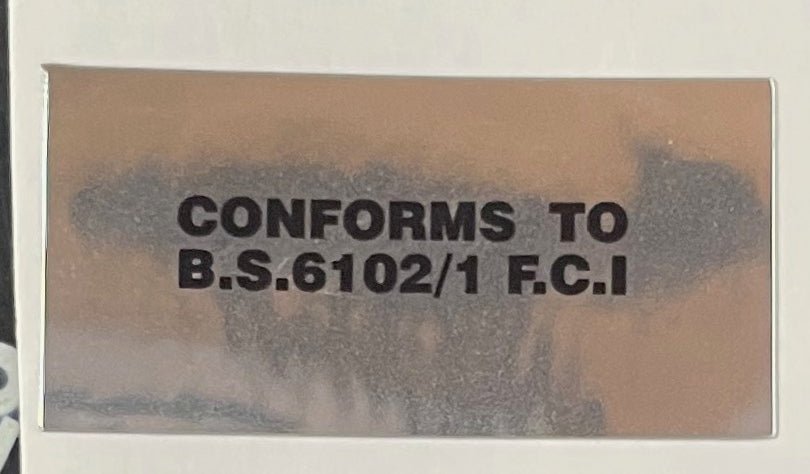 CONFORMS TO
B.S.6102/1 F.C.I